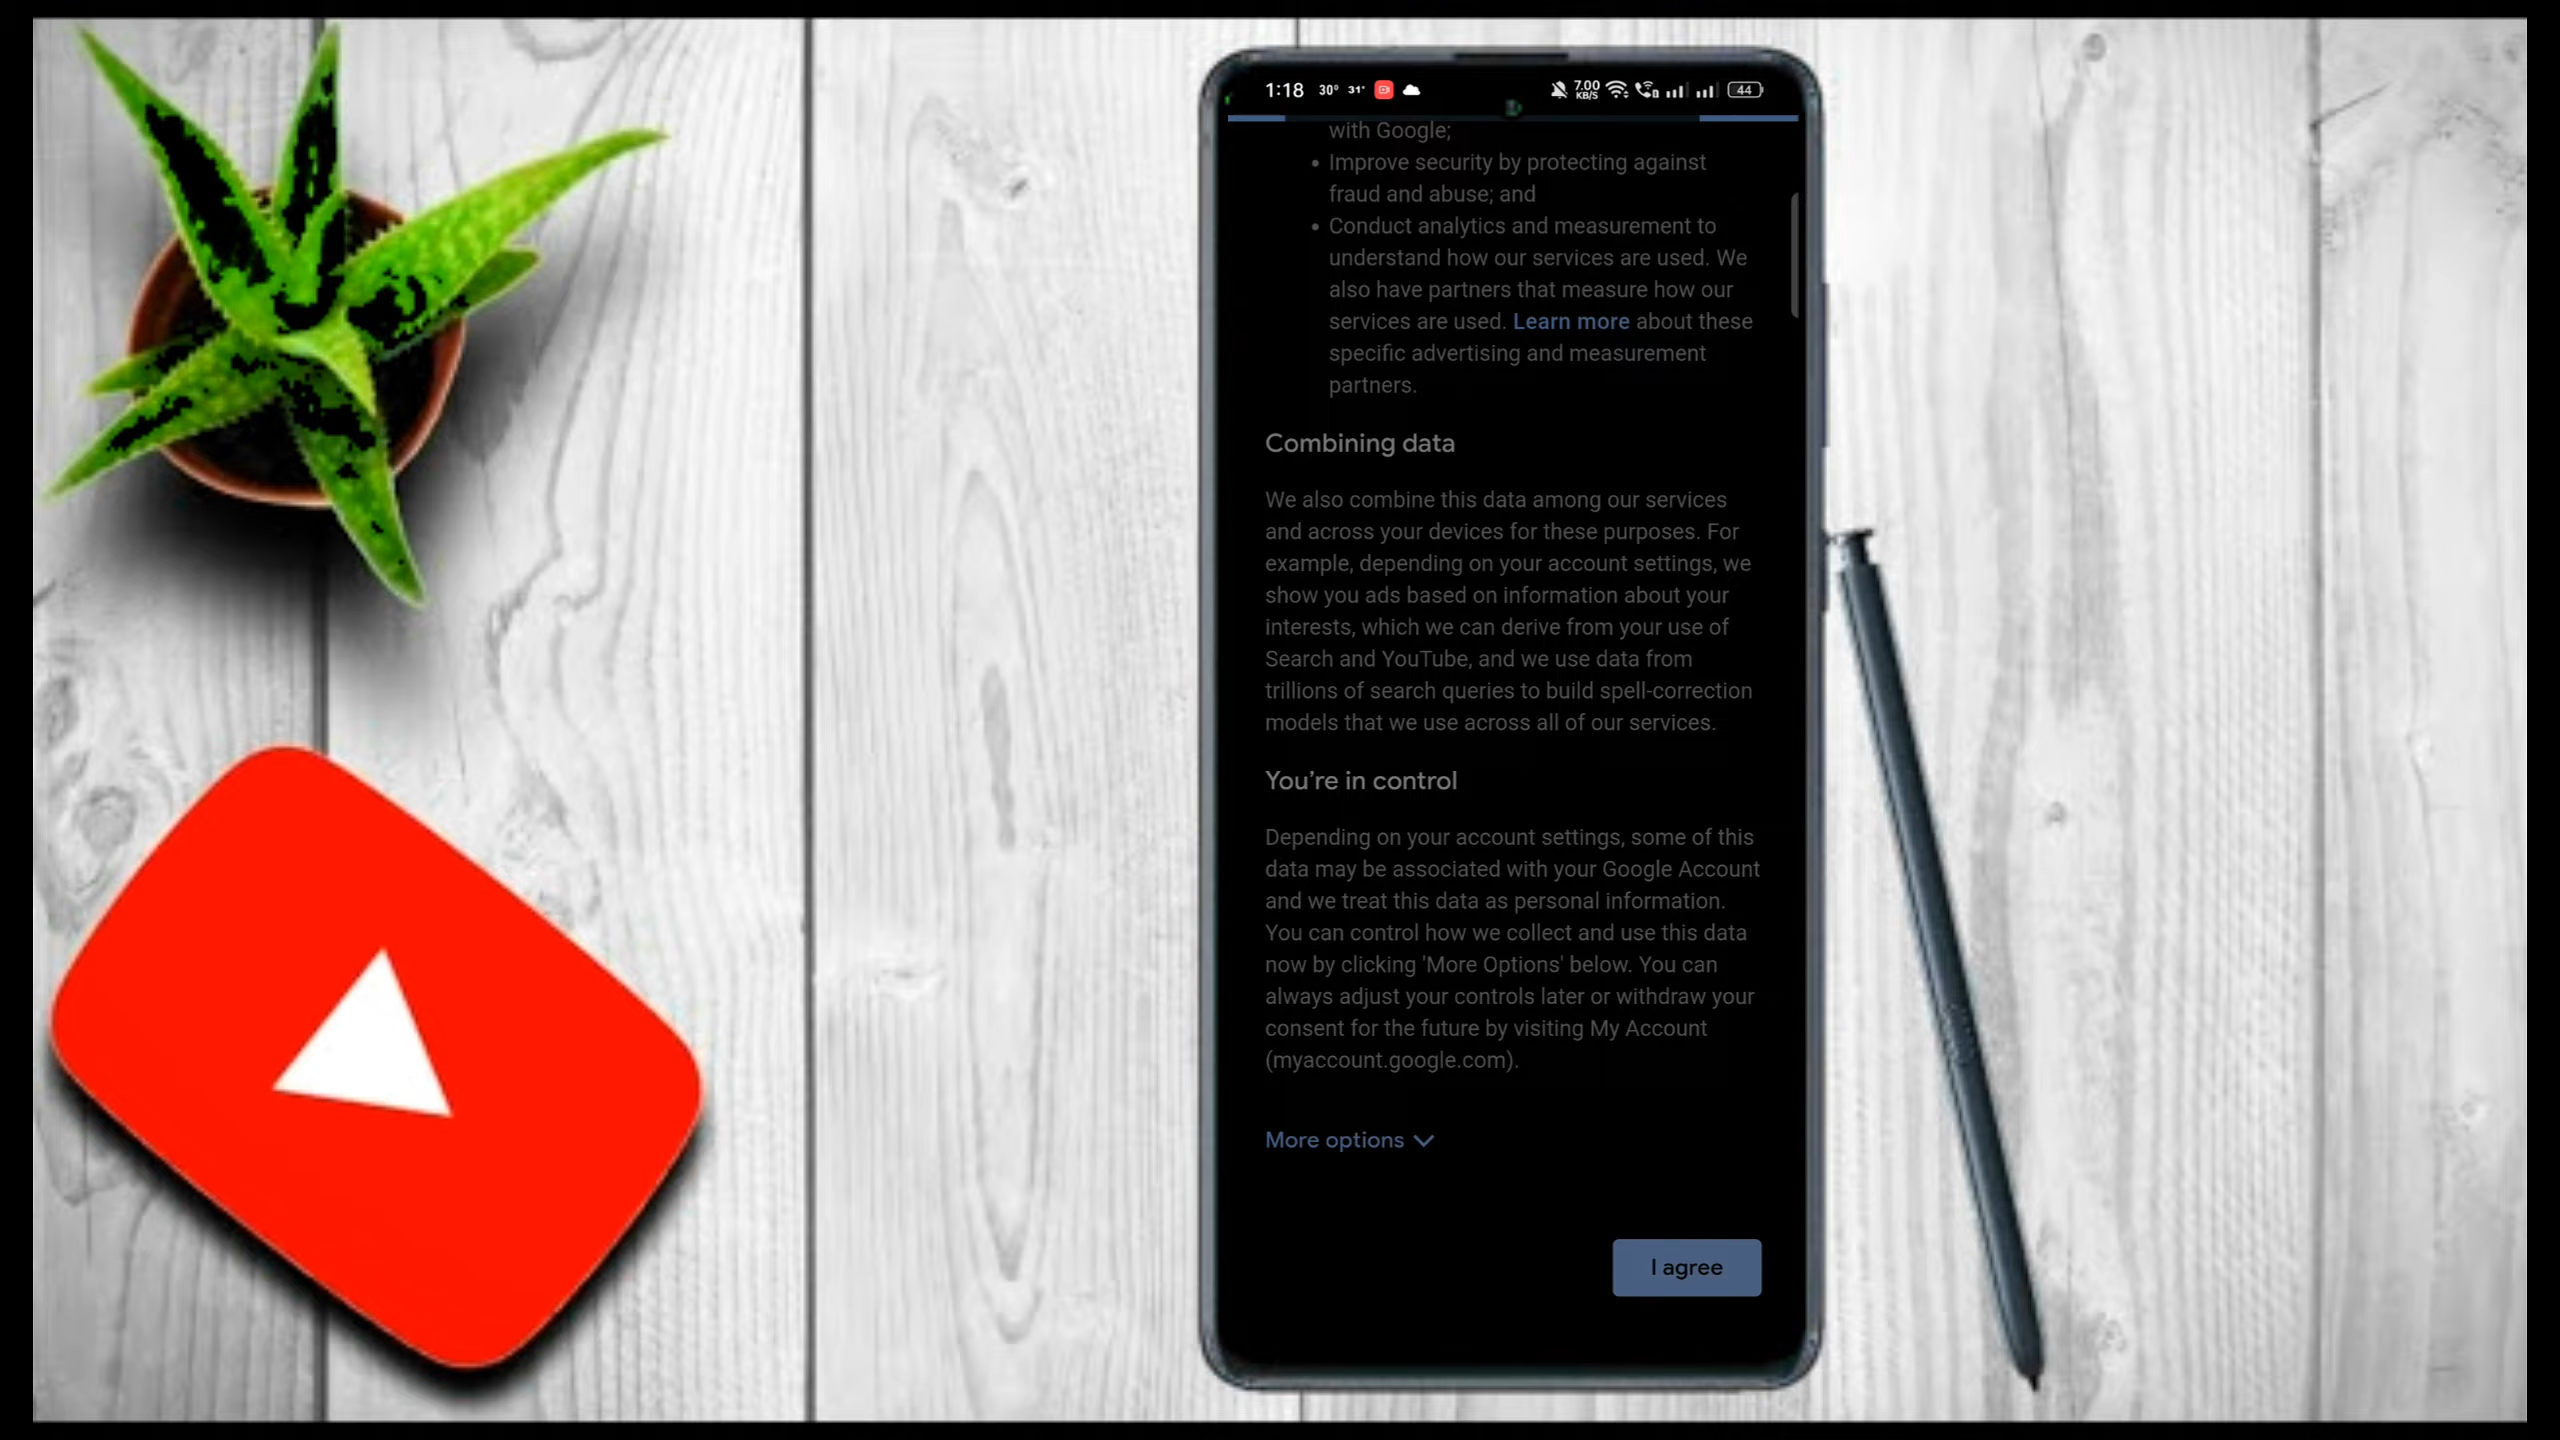 1:18 30° 31° 7.00 KB/S 44
with Google;
• Improve security by protecting against
fraud and abuse; and
• Conduct analytics and measurement to
understand how our services are used. We
also have partners that measure how our
services are used. Learn more about these
specific advertising and measurement
partners.
Combining data
We also combine this data among our services
and across your devices for these purposes. For
example, depending on your account settings, we
show you ads based on information about your
interests, which we can derive from your use of
Search and YouTube, and we use data from
trillions of search queries to build spell-correction
models that we use across all of our services.
You're in control
Depending on your account settings, some of this
data may be associated with your Google Account
and we treat this data as personal information.
You can control how we collect and use this data
now by clicking 'More Options' below. You can
always adjust your controls later or withdraw your
consent for the future by visiting My Account
(myaccount.google.com).
More options
I agree